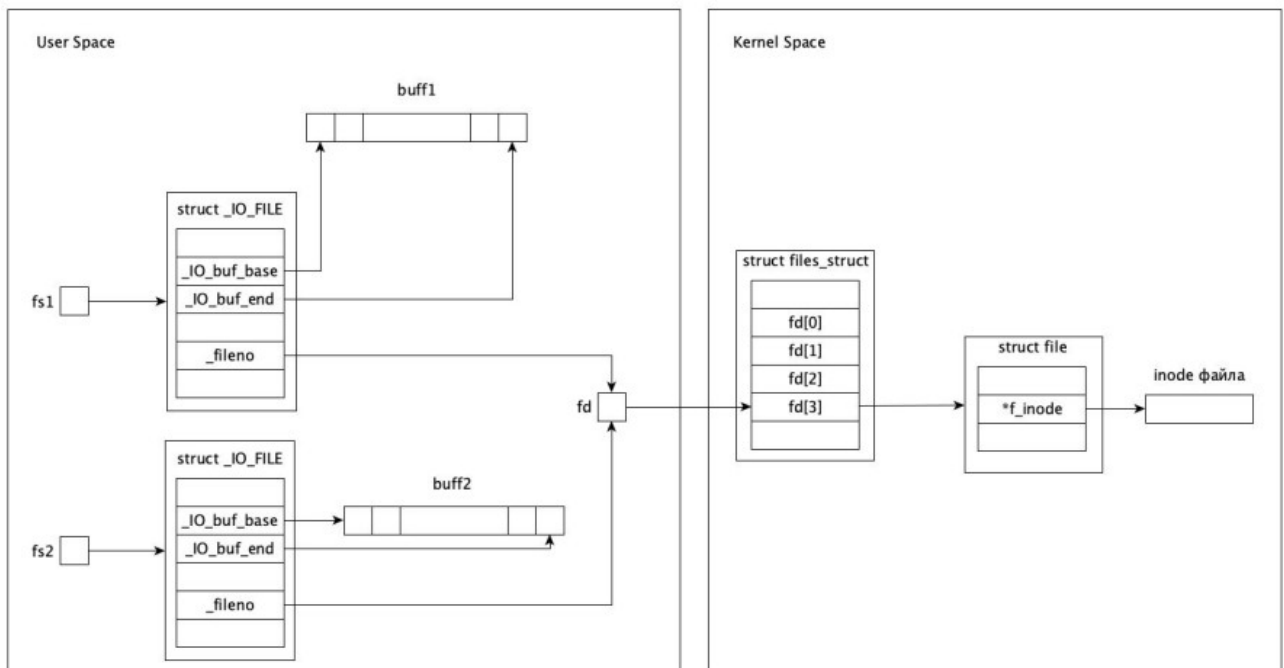 User Space
Kernel Space
buff1
struct _IO_FILE
_IO_buf_base
_IO_buf_end
_fileno
fs1
struct files_struct
fd[0]
fd[1]
fd[2]
fd[3]
struct file
*f_inode
inode файла
fd
struct _IO_FILE
_IO_buf_base
_IO_buf_end
_fileno
fs2
buff2